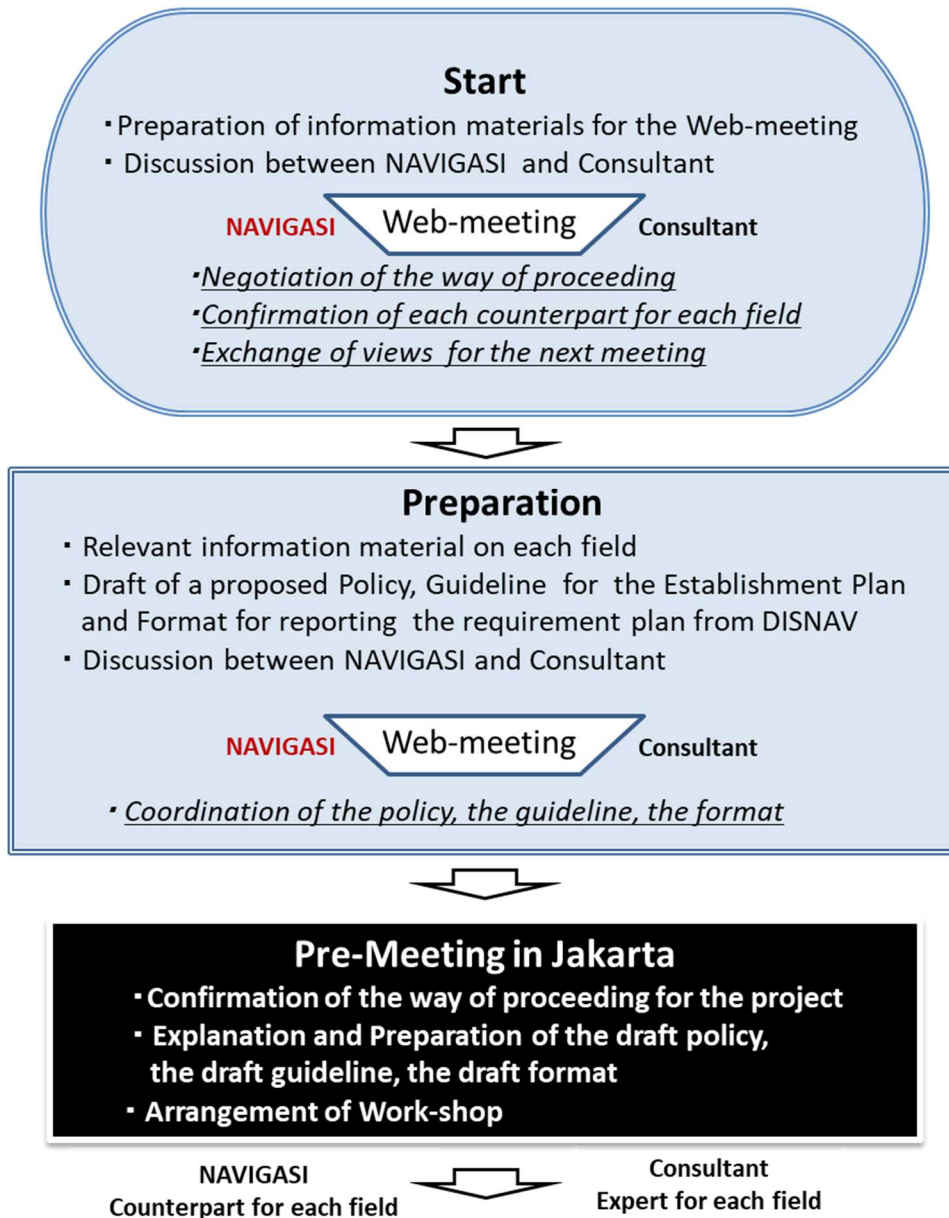 Start
・Preparation of information materials for the Web-meeting
・Discussion between NAVIGASI and Consultant
NAVIGASI Web-meeting Consultant
・Negotiation of the way of proceeding
・Confirmation of each counterpart for each field
・Exchange of views for the next meeting
Preparation
・Relevant information material on each field
・Draft of a proposed Policy, Guideline for the Establishment Plan
and Format for reporting the requirement plan from DISNAV
・Discussion between NAVIGASI and Consultant
NAVIGASI Web-meeting Consultant
・Coordination of the policy, the guideline, the format
Pre-Meeting in Jakarta
・Confirmation of the way of proceeding for the project
・Explanation and Preparation of the draft policy,
the draft guideline, the draft format
・Arrangement of Work-shop
NAVIGASI
Counterpart for each field
Consultant
Expert for each field